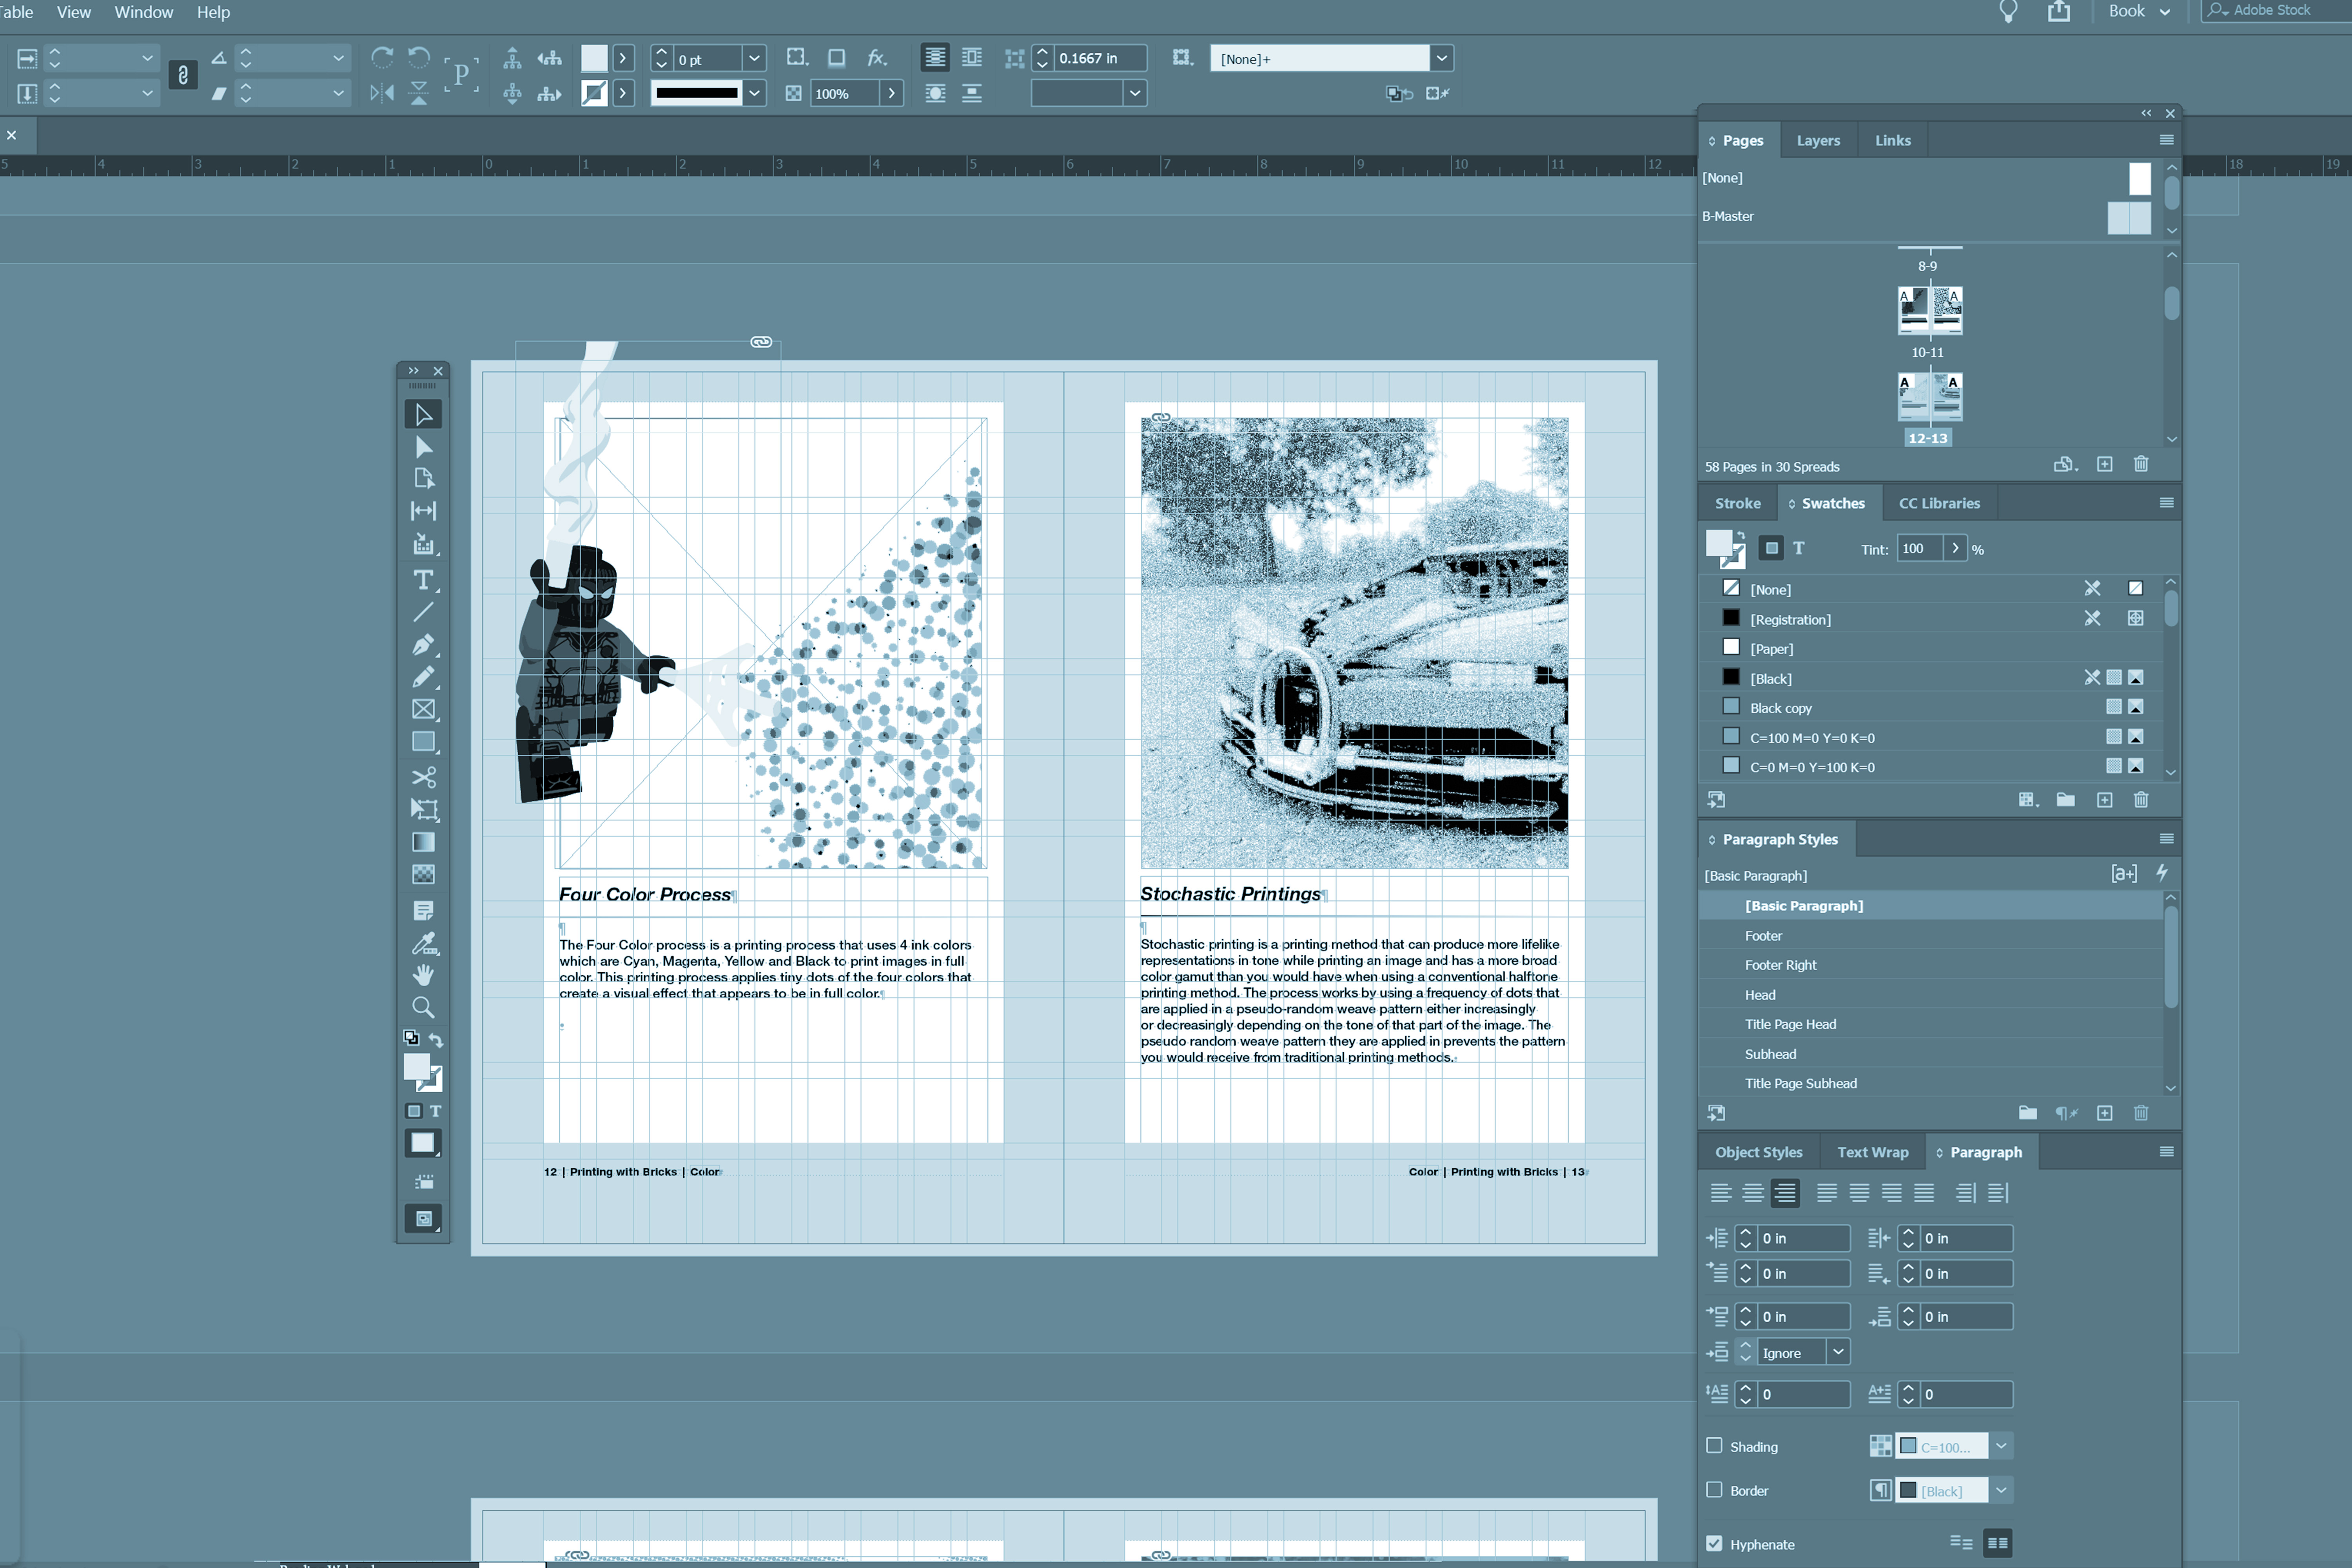 Table View Window Help
Book
Adobe Stock
0 pt
fx.
0.1667 in
[None]+
P
100%
5 4 3 2 1 0 1 2 3 4 5 6 7 8 9 10 11 12 18 19
Pages Layers Links
[None]
B-Master
8-9
A A
10-11
A A
12-13
58 Pages in 30 Spreads
Stroke Swatches CC Libraries
T Tint: 100 %
[None]
[Registration]
[Paper]
[Black]
Black copy
C=100 M=0 Y=0 K=0
C=0 M=0 Y=100 K=0
Paragraph Styles
[Basic Paragraph] [a+]
[Basic Paragraph]
Footer
Footer Right
Head
Title Page Head
Subhead
Title Page Subhead
Object Styles Text Wrap Paragraph
0 in 0 in
0 in 0 in
0 in 0 in
Ignore
0 0
Shading C=100...
Border [Black]
Hyphenate
T
T
Four Color Process¶
¶
The Four Color process is a printing process that uses 4 ink colors
which are Cyan, Magenta, Yellow and Black to print images in full
color. This printing process applies tiny dots of the four colors that
create a visual effect that appears to be in full color.¶
12 | Printing with Bricks | Color
Stochastic Printings¶
¶
Stochastic printing is a printing method that can produce more lifelike
representations in tone while printing an image and has a more broad
color gamut than you would have when using a conventional halftone
printing method. The process works by using a frequency of dots that
are applied in a pseudo-random weave pattern either increasingly
or decreasingly depending on the tone of that part of the image. The
pseudo random weave pattern they are applied in prevents the pattern
you would receive from traditional printing methods.
Color | Printing with Bricks | 13